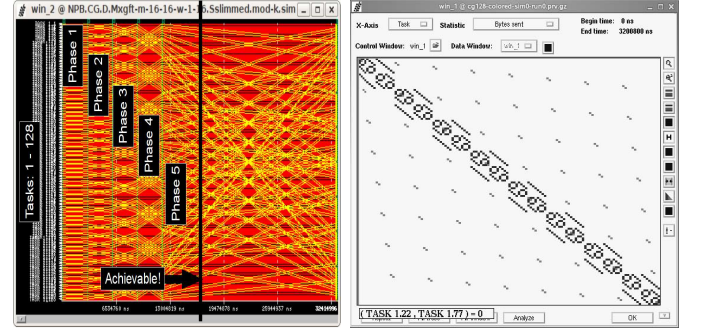 win_2 @ NPB.CG.D.Mxgft-m-16-16-w-1-16.Sslimmed.mod-k.sim
Phase 1
Phase 2
Phase 3
Phase 4
Phase 5
Tasks: 1 - 128
Achievable!
win_1 @ cg128-colored-sim0-run0 prv.gz
X-Axis Task Statistic Bytes sent
Begin time: 0 ns
End time: 3200800 ns
Control Window: win_1 Data Window: win_1
( TASK 1.22 , TASK 1.77 ) = 0
Analyze
OK